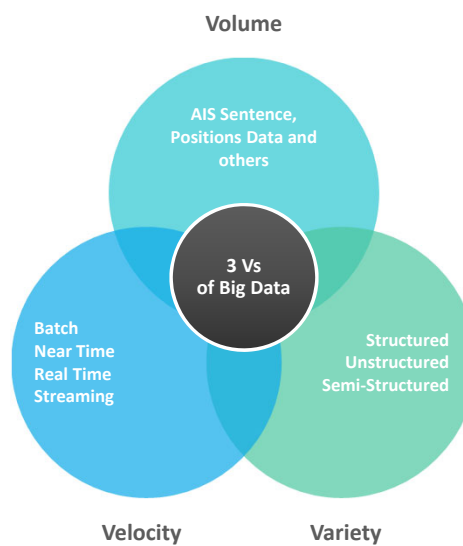 Volume
AIS Sentence,
Positions Data and
others
3 Vs
of Big Data
Batch
Near Time
Real Time
Streaming
Structured
Unstructured
Semi-Structured
Velocity
Variety